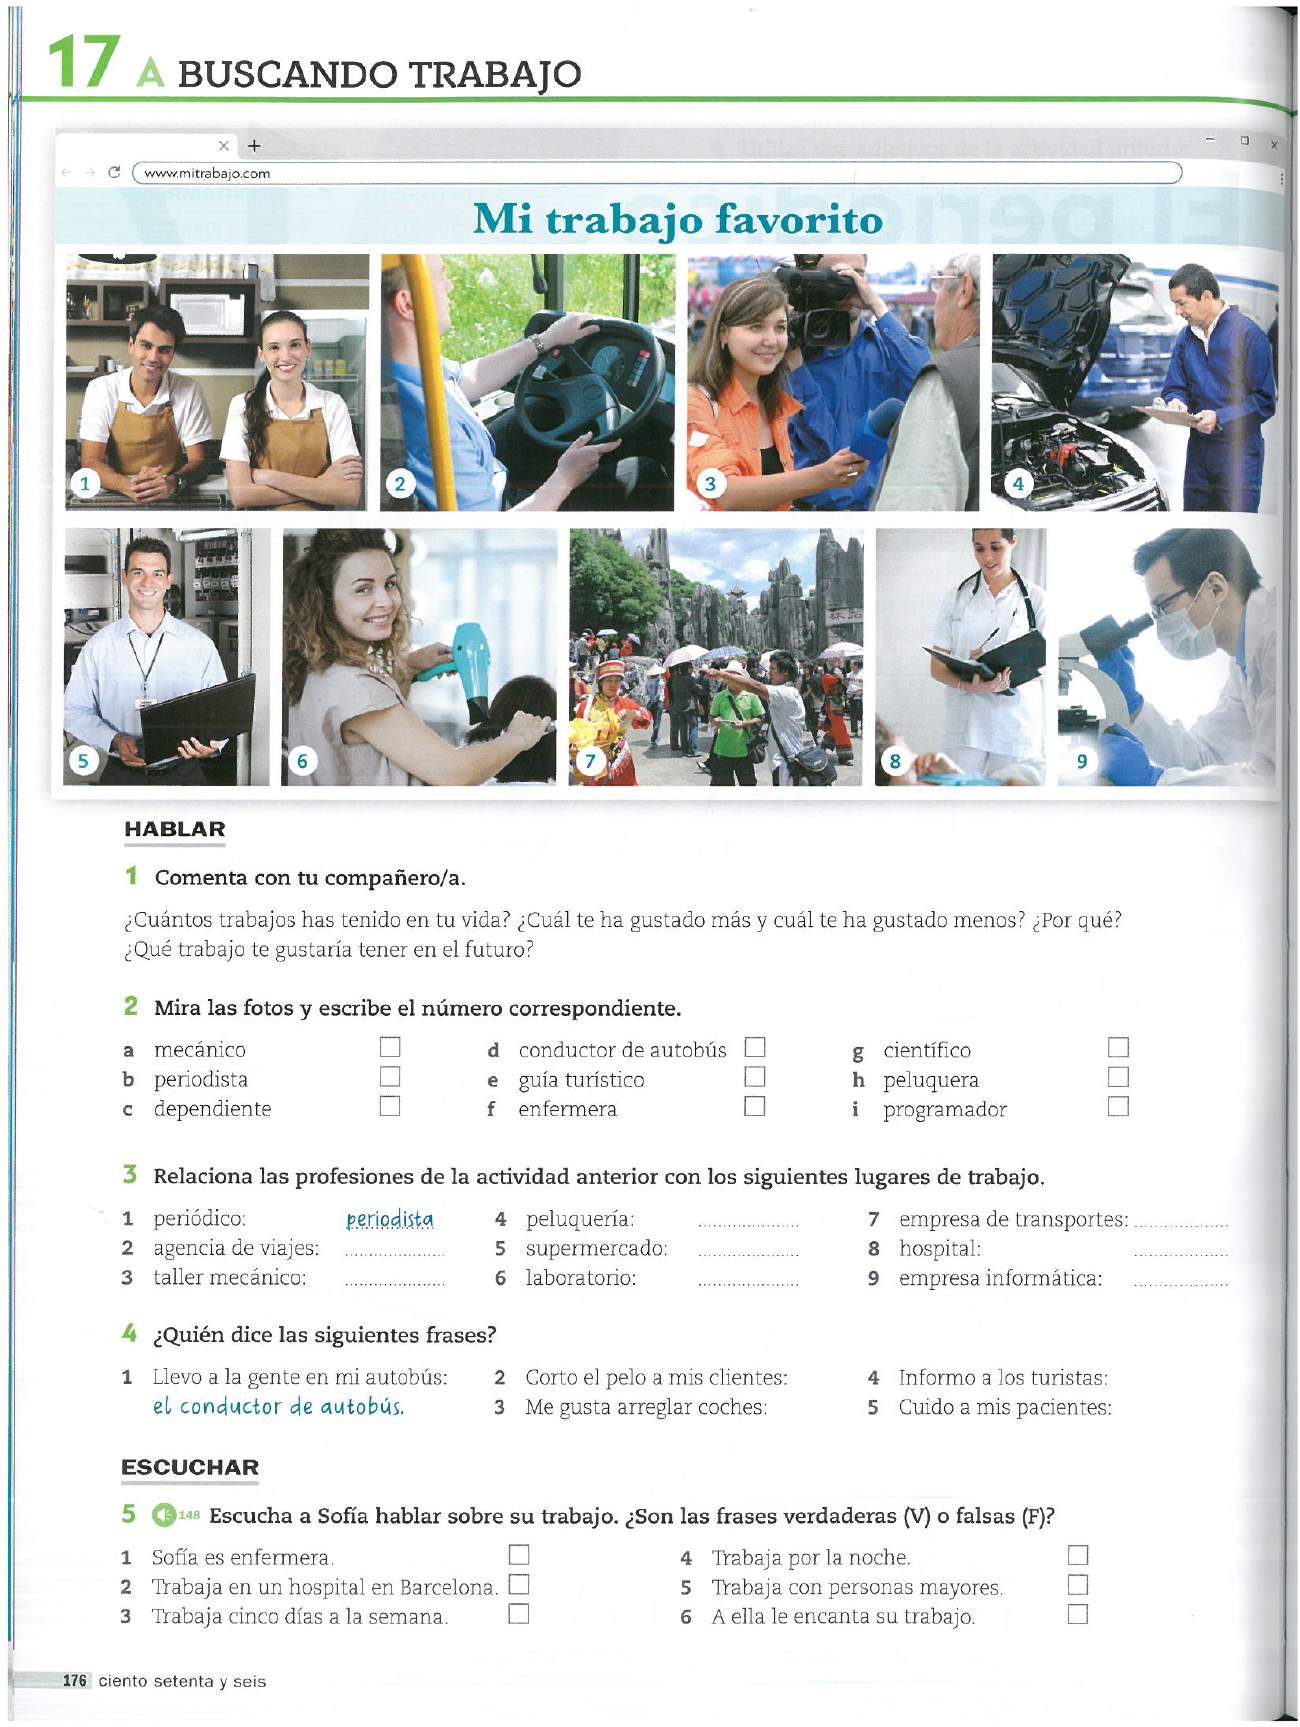 17 A BUSCANDO TRABAJO
www.mitrabajo.com
Mi trabajo favorito
1
2
3
4
5
6
7
8
9
HABLAR
1 Comenta con tu compañero/a.
¿Cuántos trabajos has tenido en tu vida? ¿Cuál te ha gustado más y cuál te ha gustado menos? ¿Por qué?
¿Qué trabajo te gustaría tener en el futuro?
2 Mira las fotos y escribe el número correspondiente.
a mecánico
b periodista
c dependiente
d conductor de autobús
e guía turístico
f enfermera
g científico
h peluquera
i programador
3 Relaciona las profesiones de la actividad anterior con los siguientes lugares de trabajo.
1 periódico: periodista
2 agencia de viajes:
3 taller mecánico:
4 peluquería:
5 supermercado:
6 laboratorio:
7 empresa de transportes:
8 hospital:
9 empresa informática:
4 ¿Quién dice las siguientes frases?
1 Llevo a la gente en mi autobús:
el conductor de autobús.
2 Corto el pelo a mis clientes:
3 Me gusta arreglar coches:
4 Informo a los turistas:
5 Cuido a mis pacientes:
ESCUCHAR
5 148 Escucha a Sofía hablar sobre su trabajo. ¿Son las frases verdaderas (V) o falsas (F)?
1 Sofía es enfermera.
2 Trabaja en un hospital en Barcelona.
3 Trabaja cinco días a la semana.
4 Trabaja por la noche.
5 Trabaja con personas mayores.
6 A ella le encanta su trabajo.
176 ciento setenta y seis